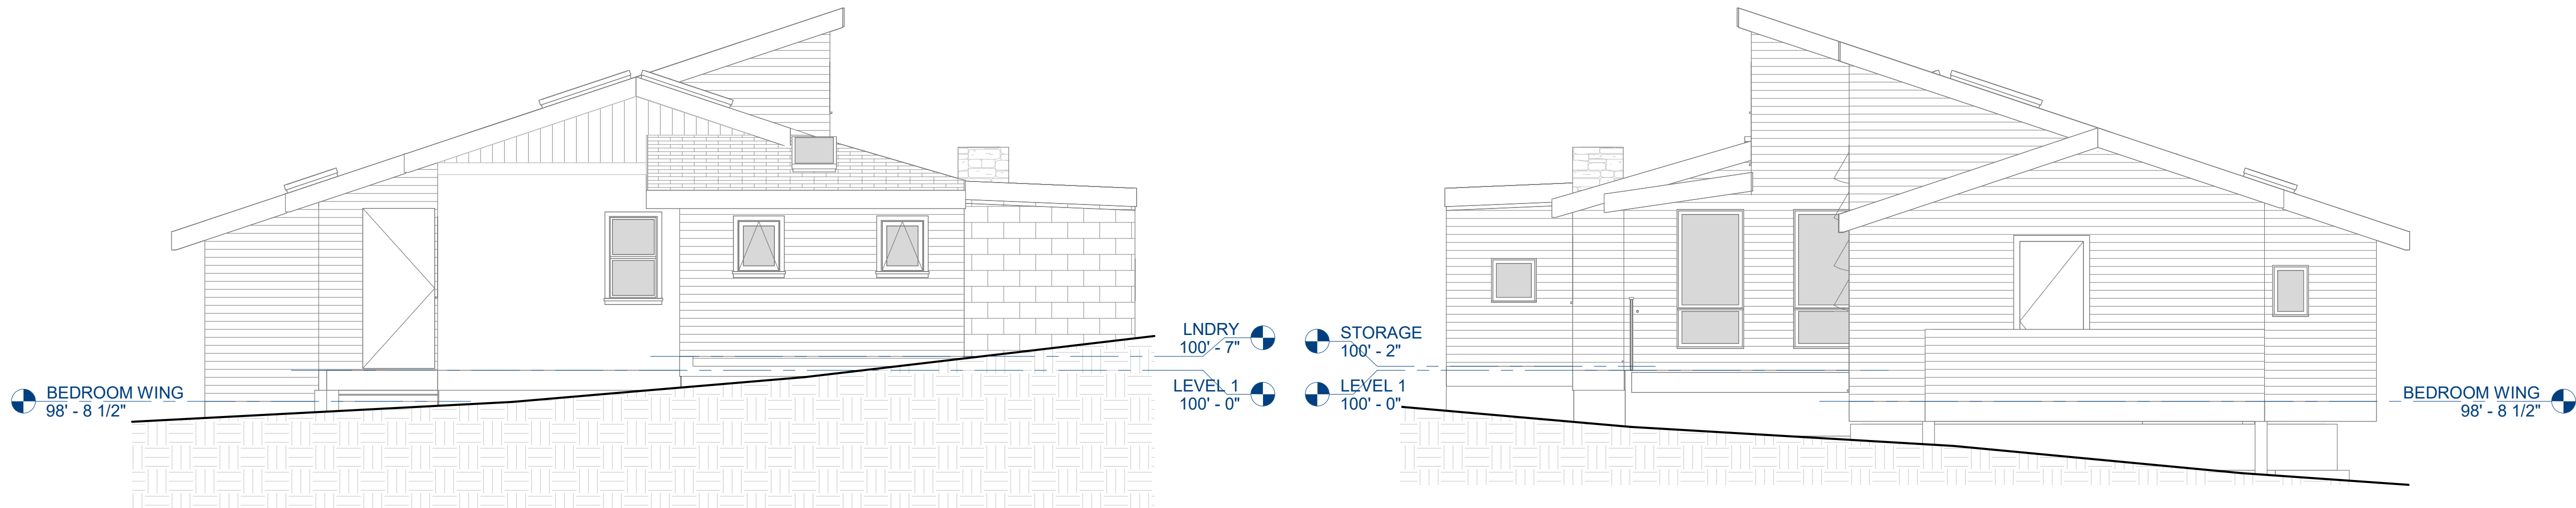 BEDROOM WING
98' - 8 1/2"
LNDRY
100' - 7"
LEVEL 1
100' - 0"
STORAGE
100' - 2"
LEVEL 1
100' - 0"
BEDROOM WING
98' - 8 1/2"